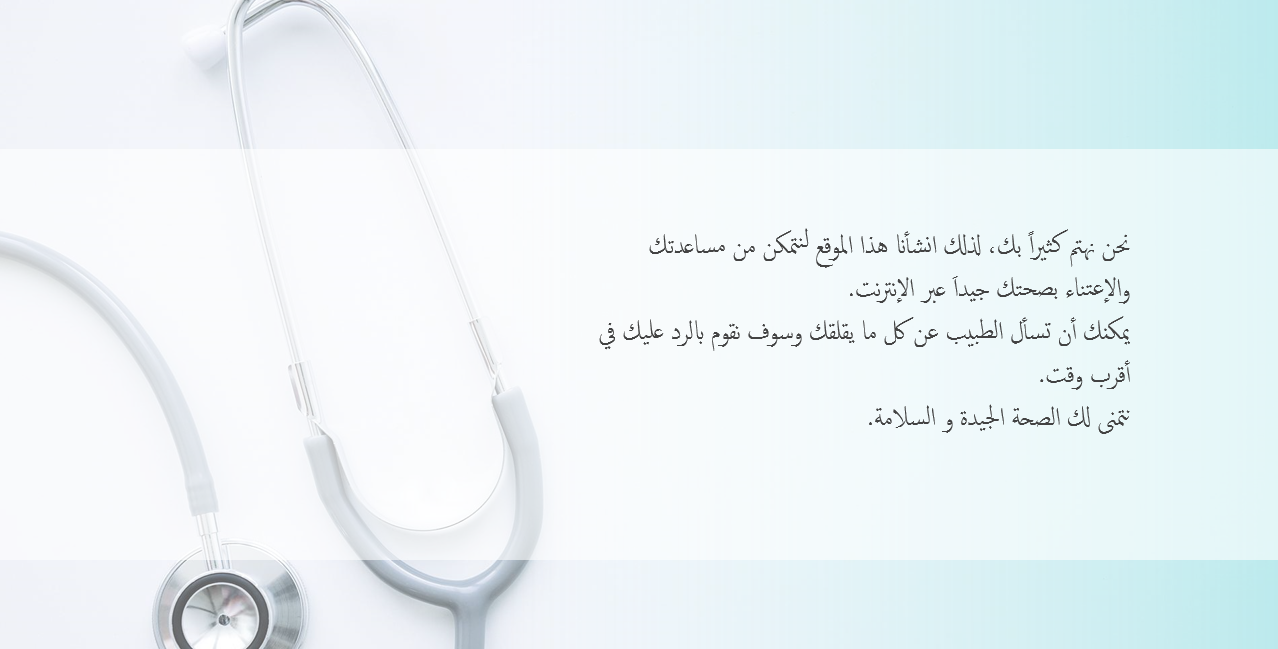 نحن نهتم كثيراً بك، لذلك انشأنا هذا الموقع لنتمكن من مساعدتك
والإعتناء بصحتك جيداَ عبر الإنترنت.
يمكنك أن تسأل الطبيب عن كل ما يقلقك وسوف نقوم بالرد عليك في
أقرب وقت.
نتمنى لك الصحة الجيدة و السلامة.